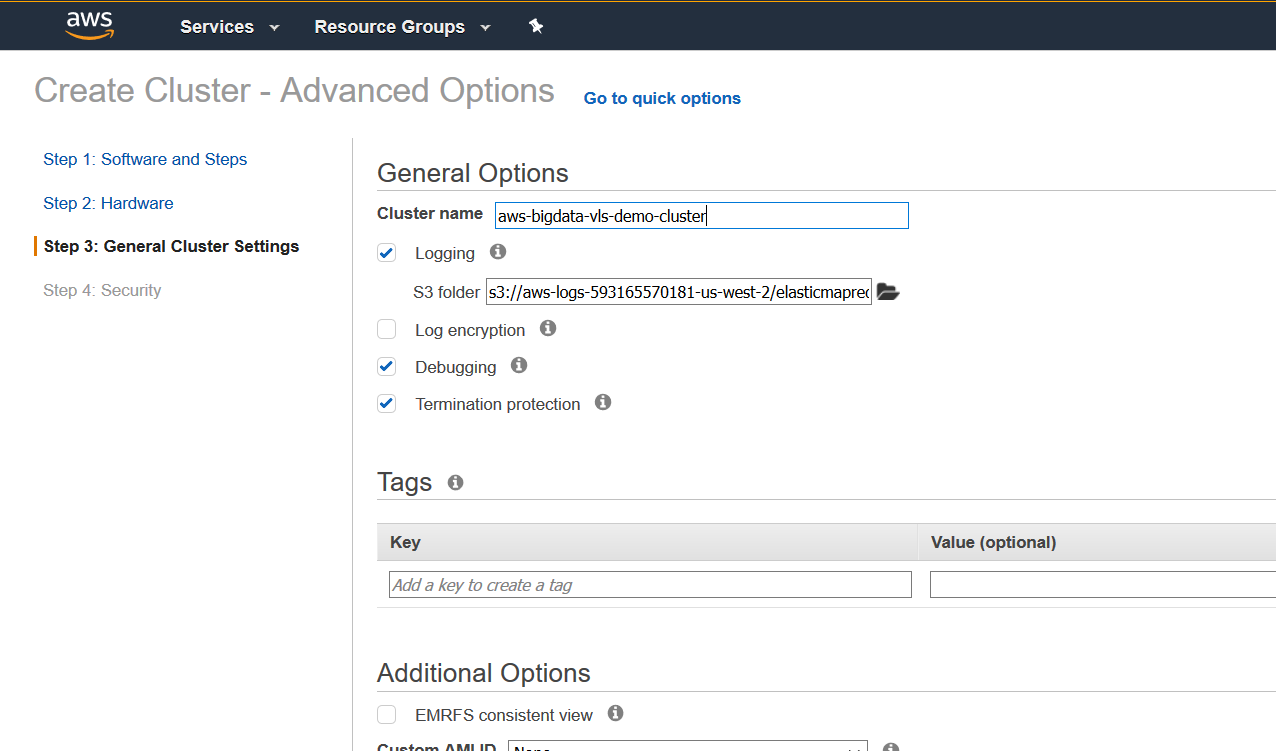 aws Services Resource Groups
Create Cluster - Advanced Options Go to quick options
Step 1: Software and Steps
Step 2: Hardware
Step 3: General Cluster Settings
Step 4: Security
General Options
Cluster name aws-bigdata-vls-demo-cluster
Logging
S3 folder s3://aws-logs-593165570181-us-west-2/elasticmapred
Log encryption
Debugging
Termination protection
Tags
Key Value (optional)
Add a key to create a tag
Additional Options
EMRFS consistent view
Custom AMI ID None